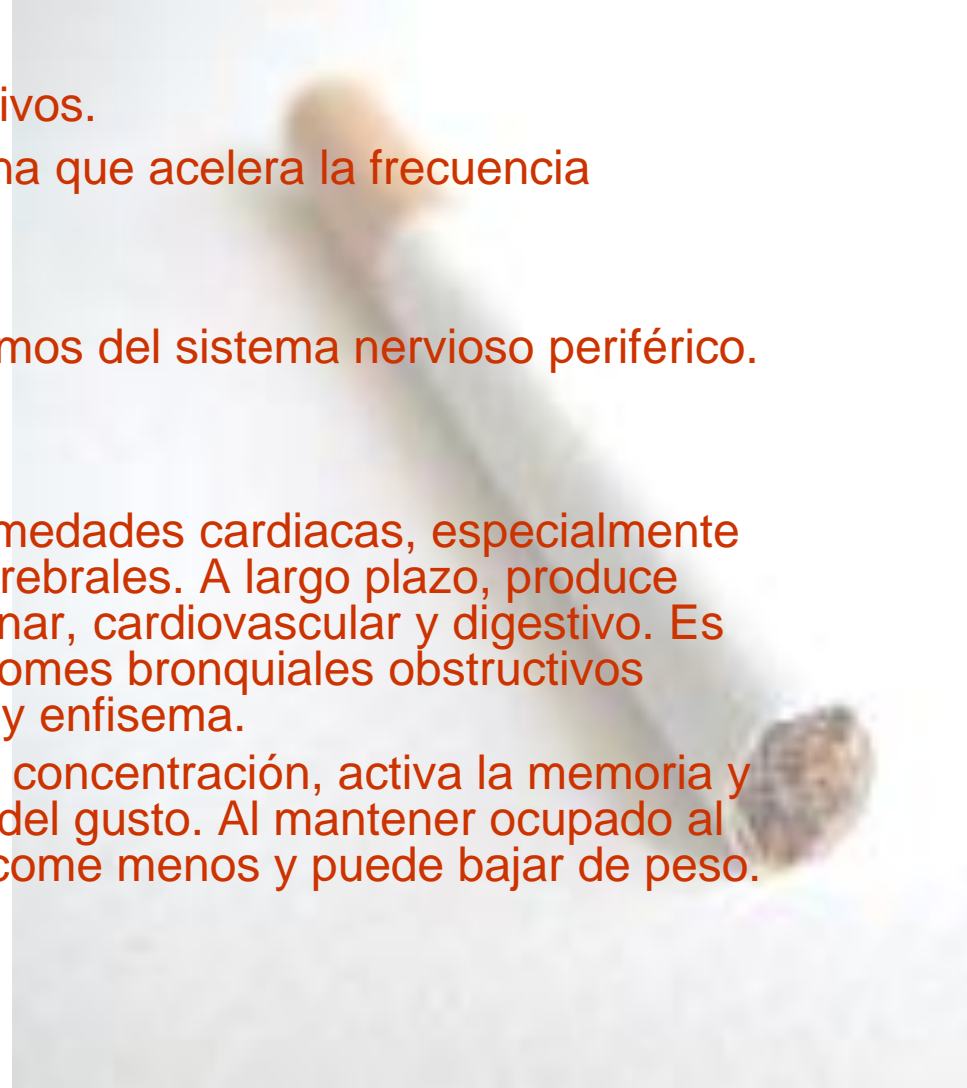 ivos.
na que acelera la frecuencia
mos del sistema nervioso periférico.
medades cardiacas, especialmente
rebrales. A largo plazo, produce
nar, cardiovascular y digestivo. Es
omes bronquiales obstructivos
y enfisema.
concentración, activa la memoria y
del gusto. Al mantener ocupado al
come menos y puede bajar de peso.